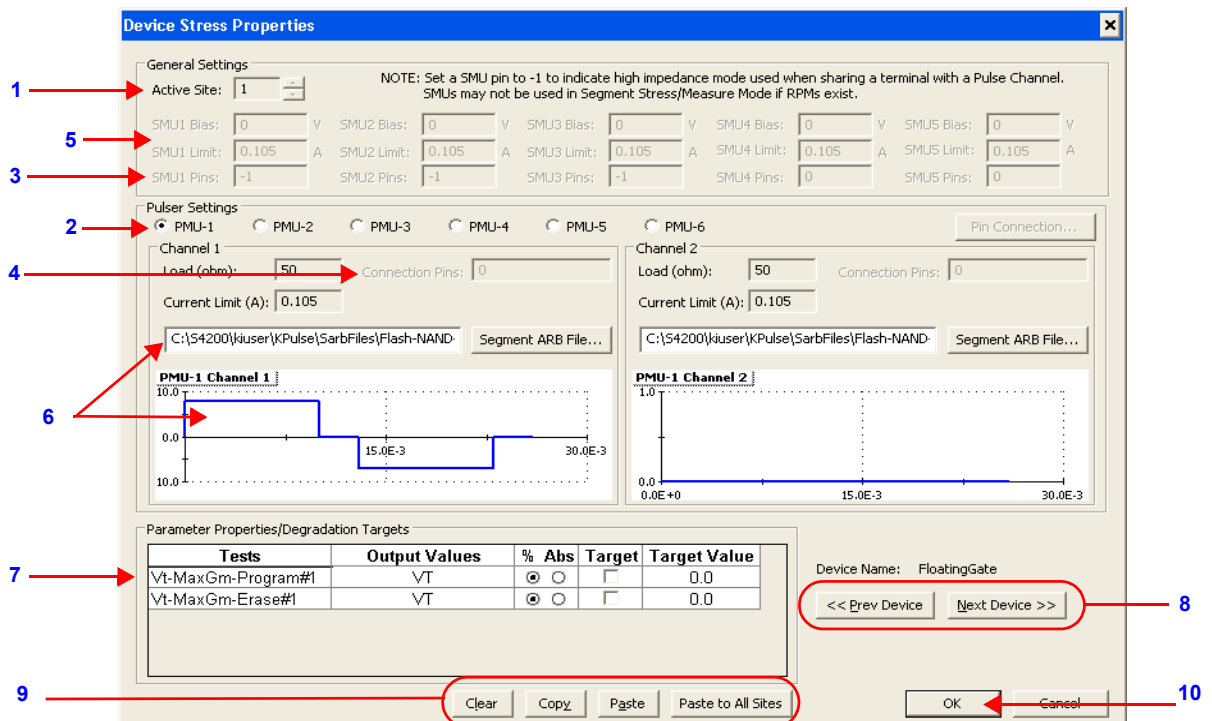 Device Stress Properties
General Settings
1
Active Site: 1
NOTE: Set a SMU pin to -1 to indicate high impedance mode used when sharing a terminal with a Pulse Channel.
SMUs may not be used in Segment Stress/Measure Mode if RPMs exist.
SMU1 Bias: 0 V SMU2 Bias: 0 V SMU3 Bias: 0 V SMU4 Bias: 0 V SMU5 Bias: 0 V
5
SMU1 Limit: 0.105 A SMU2 Limit: 0.105 A SMU3 Limit: 0.105 A SMU4 Limit: 0.105 A SMU5 Limit: 0.105 A
3
SMU1 Pins: -1 SMU2 Pins: -1 SMU3 Pins: -1 SMU4 Pins: 0 SMU5 Pins: 0
Pulser Settings
2
PMU-1 PMU-2 PMU-3 PMU-4 PMU-5 PMU-6 Pin Connection...
Channel 1
4
Load (ohm): 50 Connection Pins: 0
Current Limit (A): 0.105
C:\S4200\kiuser\KPulse\SarbFiles\Flash-NAND- Segment ARB File...
6
PMU-1 Channel 1
10.0
0.0
15.0E-3 30.0E-3
10.0
Channel 2
Load (ohm): 50 Connection Pins: 0
Current Limit (A): 0.105
C:\S4200\kiuser\KPulse\SarbFiles\Flash-NAND- Segment ARB File...
PMU-1 Channel 2
1.0
0.0
0.0E+0 15.0E-3 30.0E-3
Parameter Properties/Degradation Targets
Tests Output Values % Abs Target Target Value
7
Vt-MaxGm-Program#1 VT 0.0
Vt-MaxGm-Erase#1 VT 0.0
Device Name: FloatingGate
<< Prev Device Next Device >>
8
9
Clear Copy Paste Paste to All Sites
OK Cancel
10